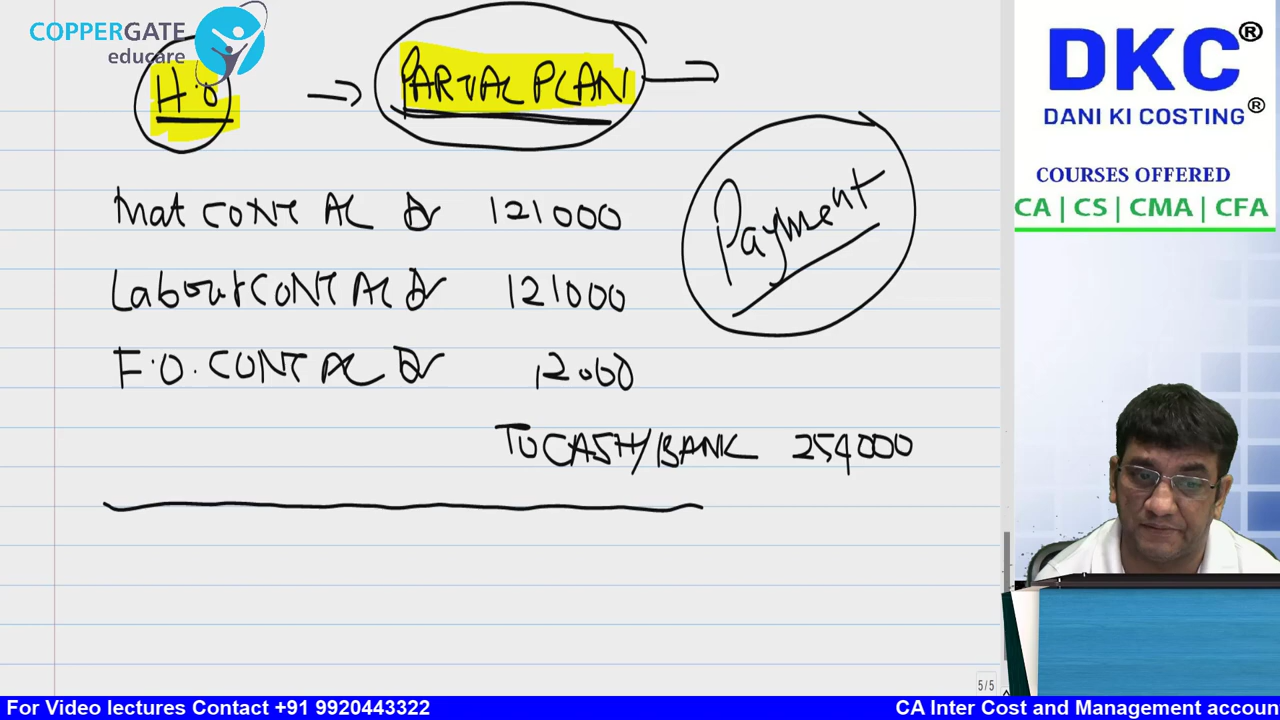 COPPERGATE
educare
H.O
PARTIAL PLAN
Payment
Mat CONT AC Dr 121000
Labour CONT AC Dr 121000
F.O. CONT AC Dr 12000
TO CASH/BANK 254000
5/5
DKC®
DANI KI COSTING®
COURSES OFFERED
CA | CS | CMA | CFA
For Video lectures Contact +91 9920443322
CA Inter Cost and Management accoun